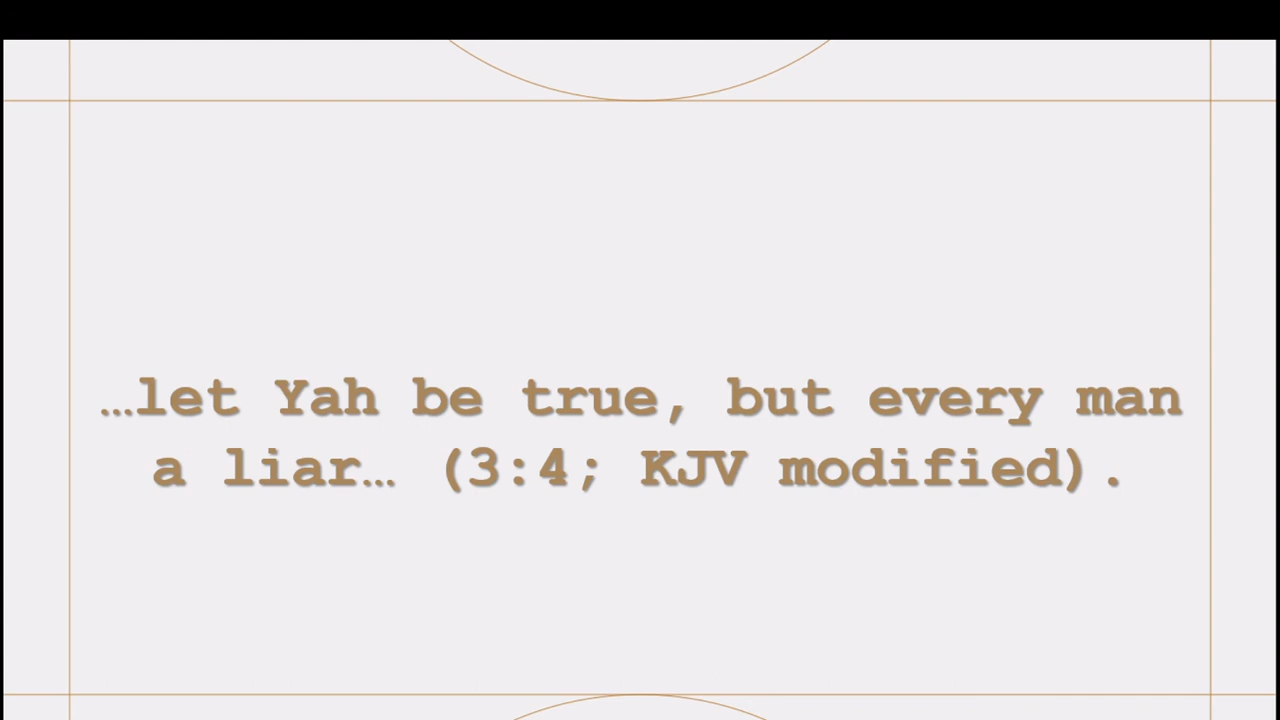 …let Yah be true, but every man
a liar… (3:4; KJV modified).